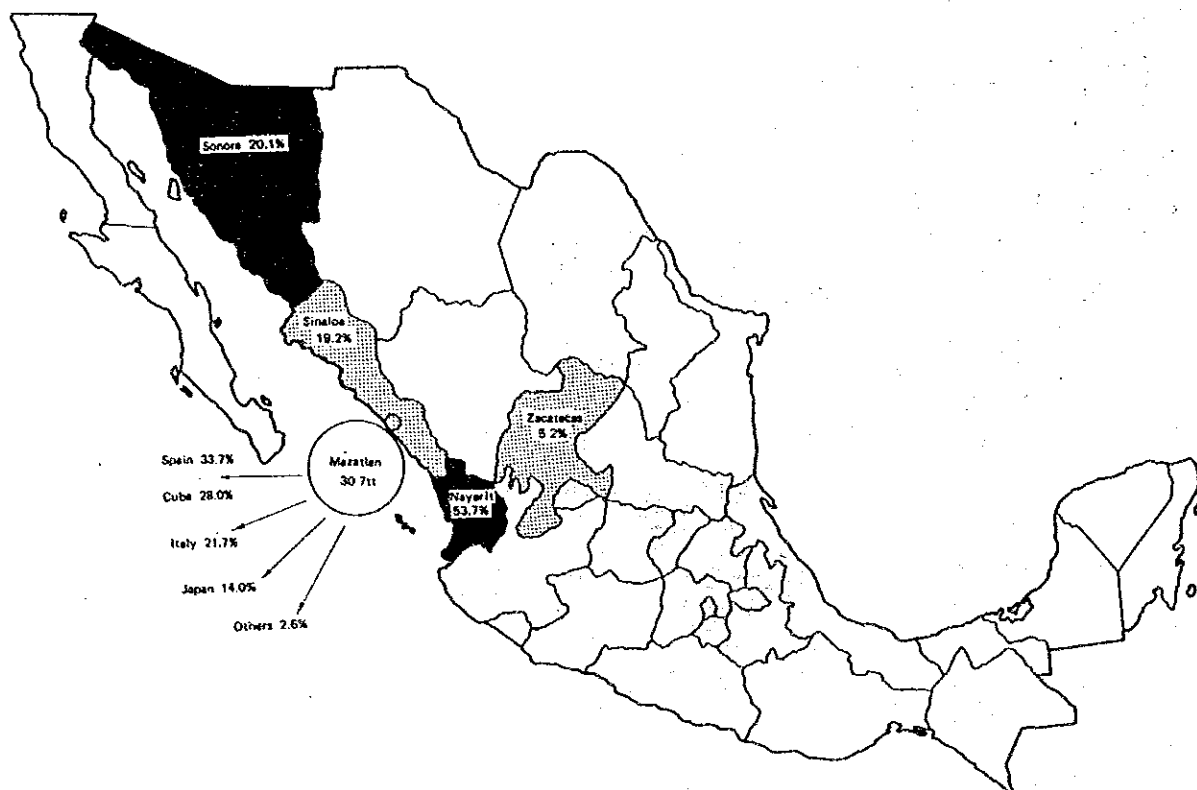 Sonora 20.1%
Sinaloa
19.2%
Zacatecas
5 2%
Mazatlan
30 7tt
Nayarit
53.7%
Spain 33.7%
Cuba 28.0%
Italy 21.7%
Japan 14.0%
Others 2.6%